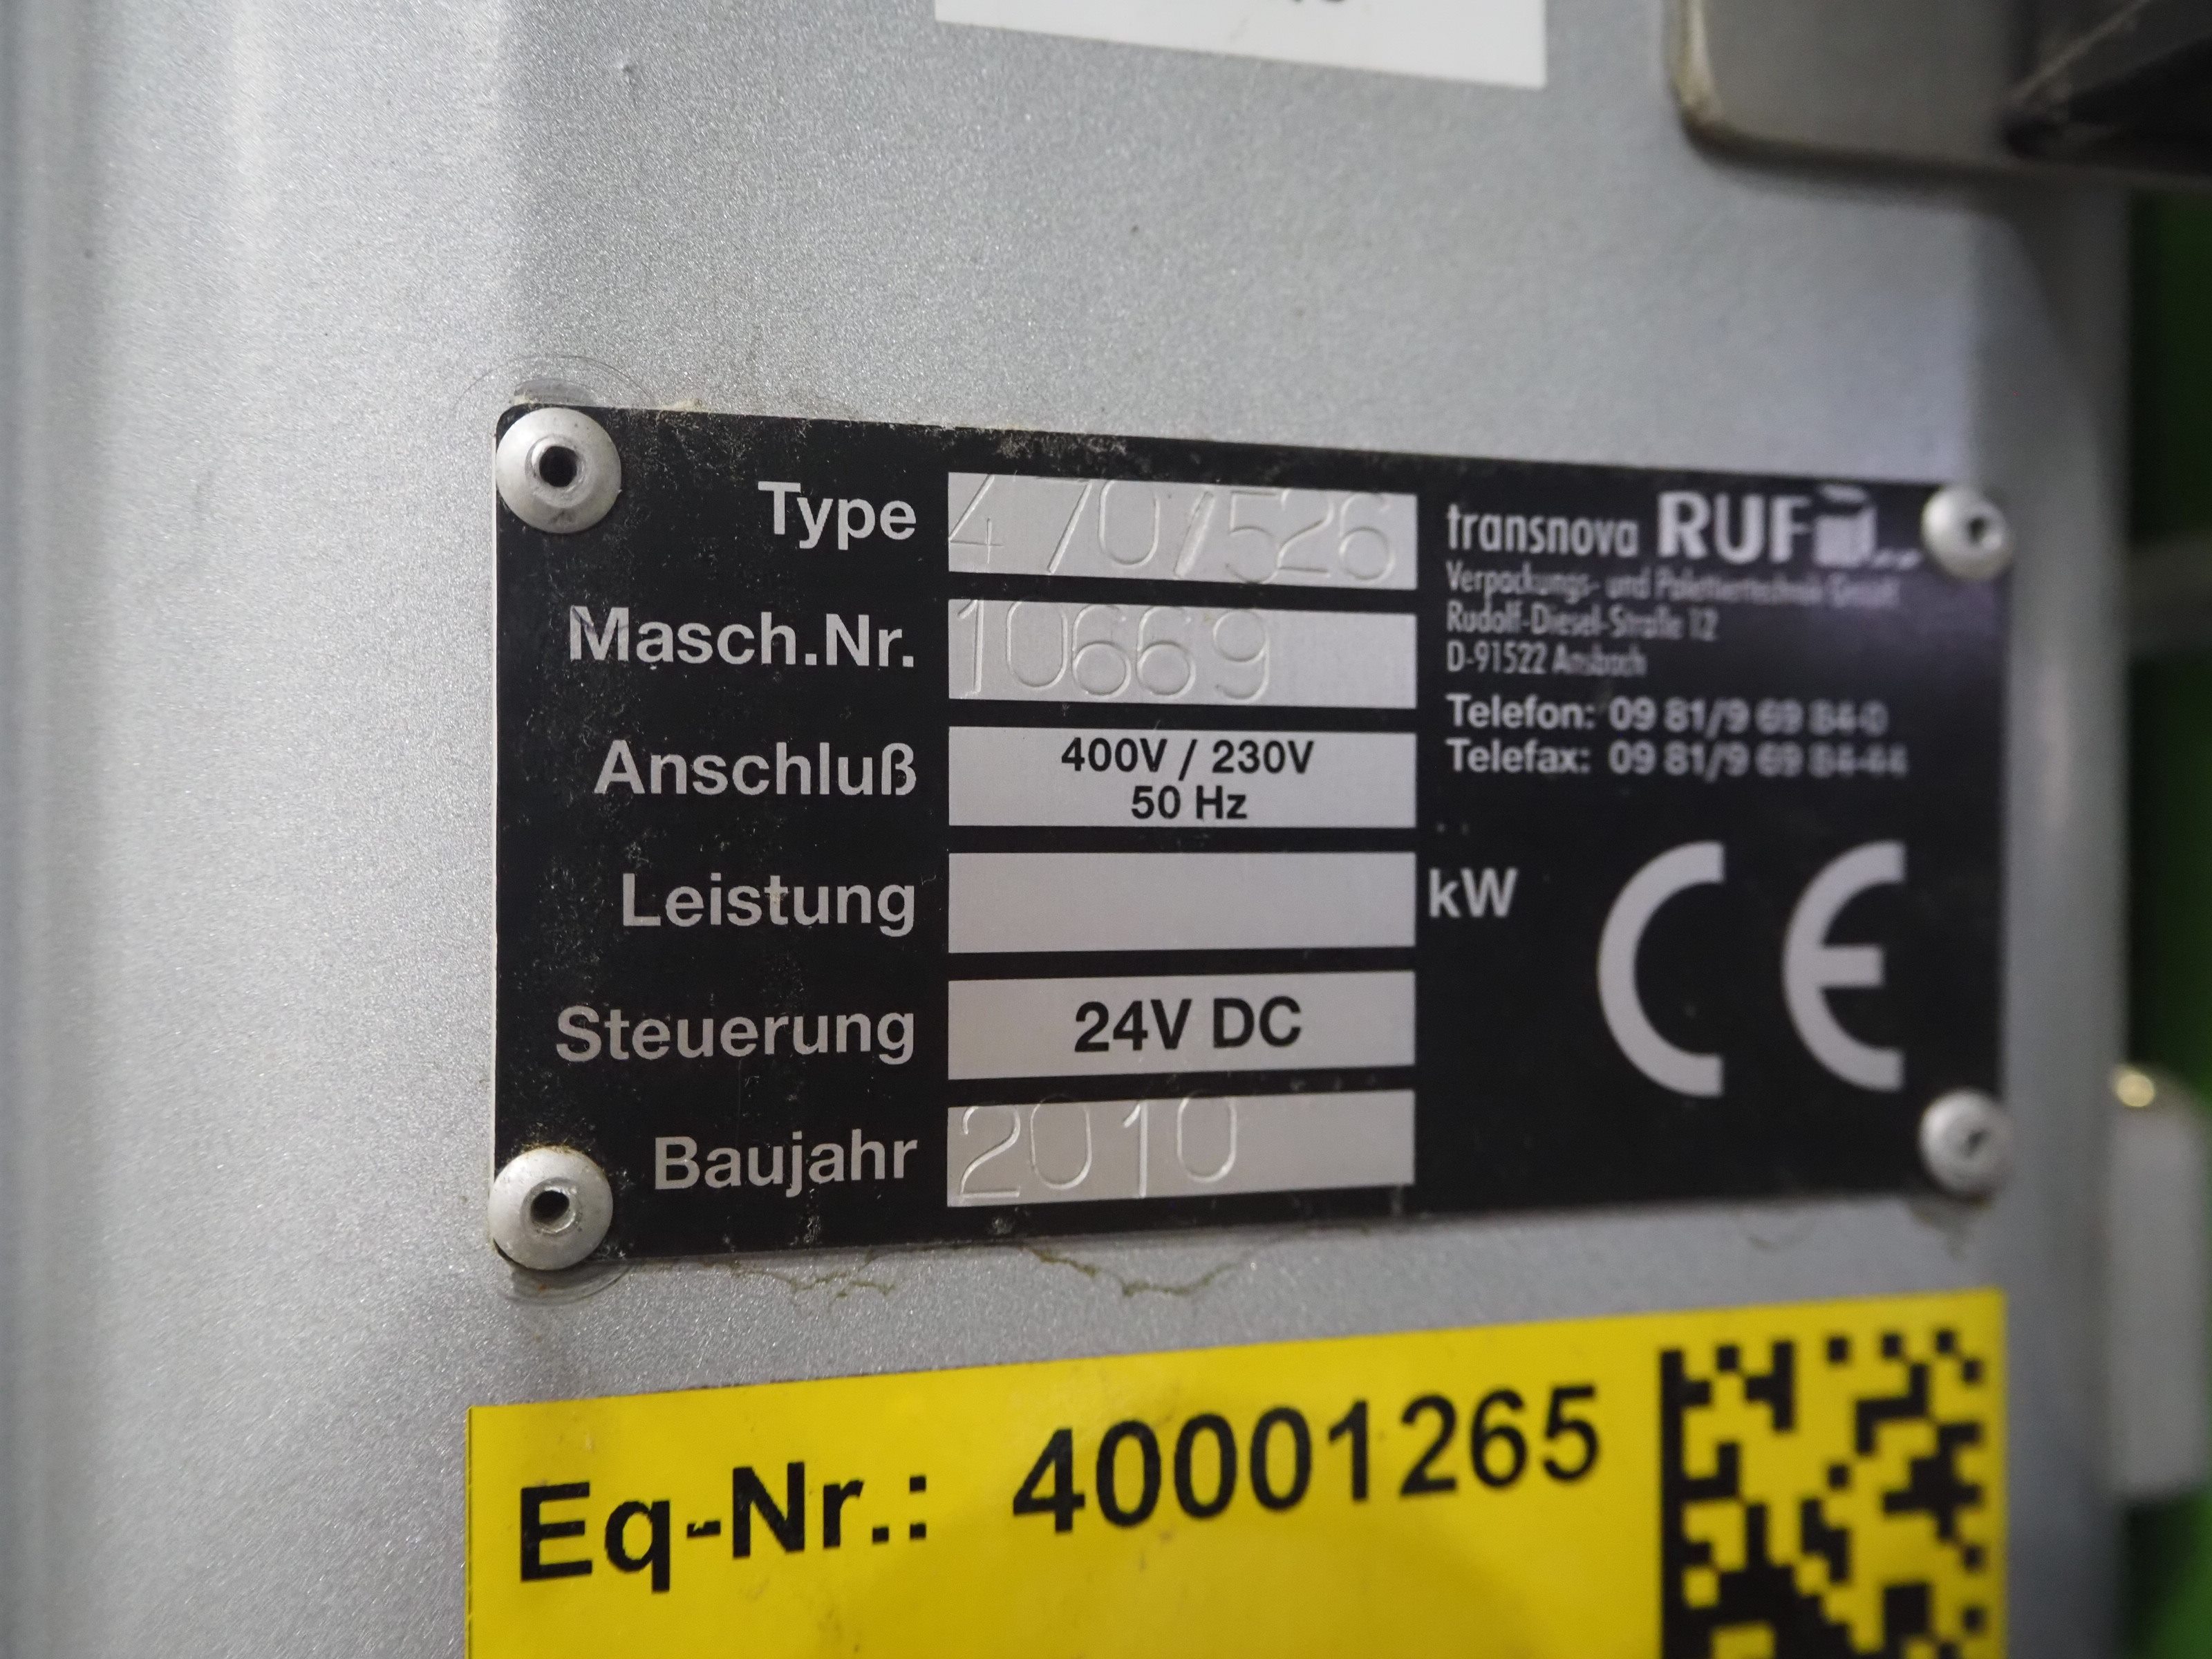 Type 470/526
Masch.Nr. 10669
Anschluß 400V / 230V
50 Hz
Leistung kW
Steuerung 24V DC
Baujahr 2010
transnova RUF
Verpackungs- und Palettiertechnik GmbH
Rudolf-Diesel-Straße 12
D-91522 Ansbach
Telefon: 09 81/9 69 84-0
Telefax: 09 81/9 69 84-44
CE
Eq-Nr.: 40001265